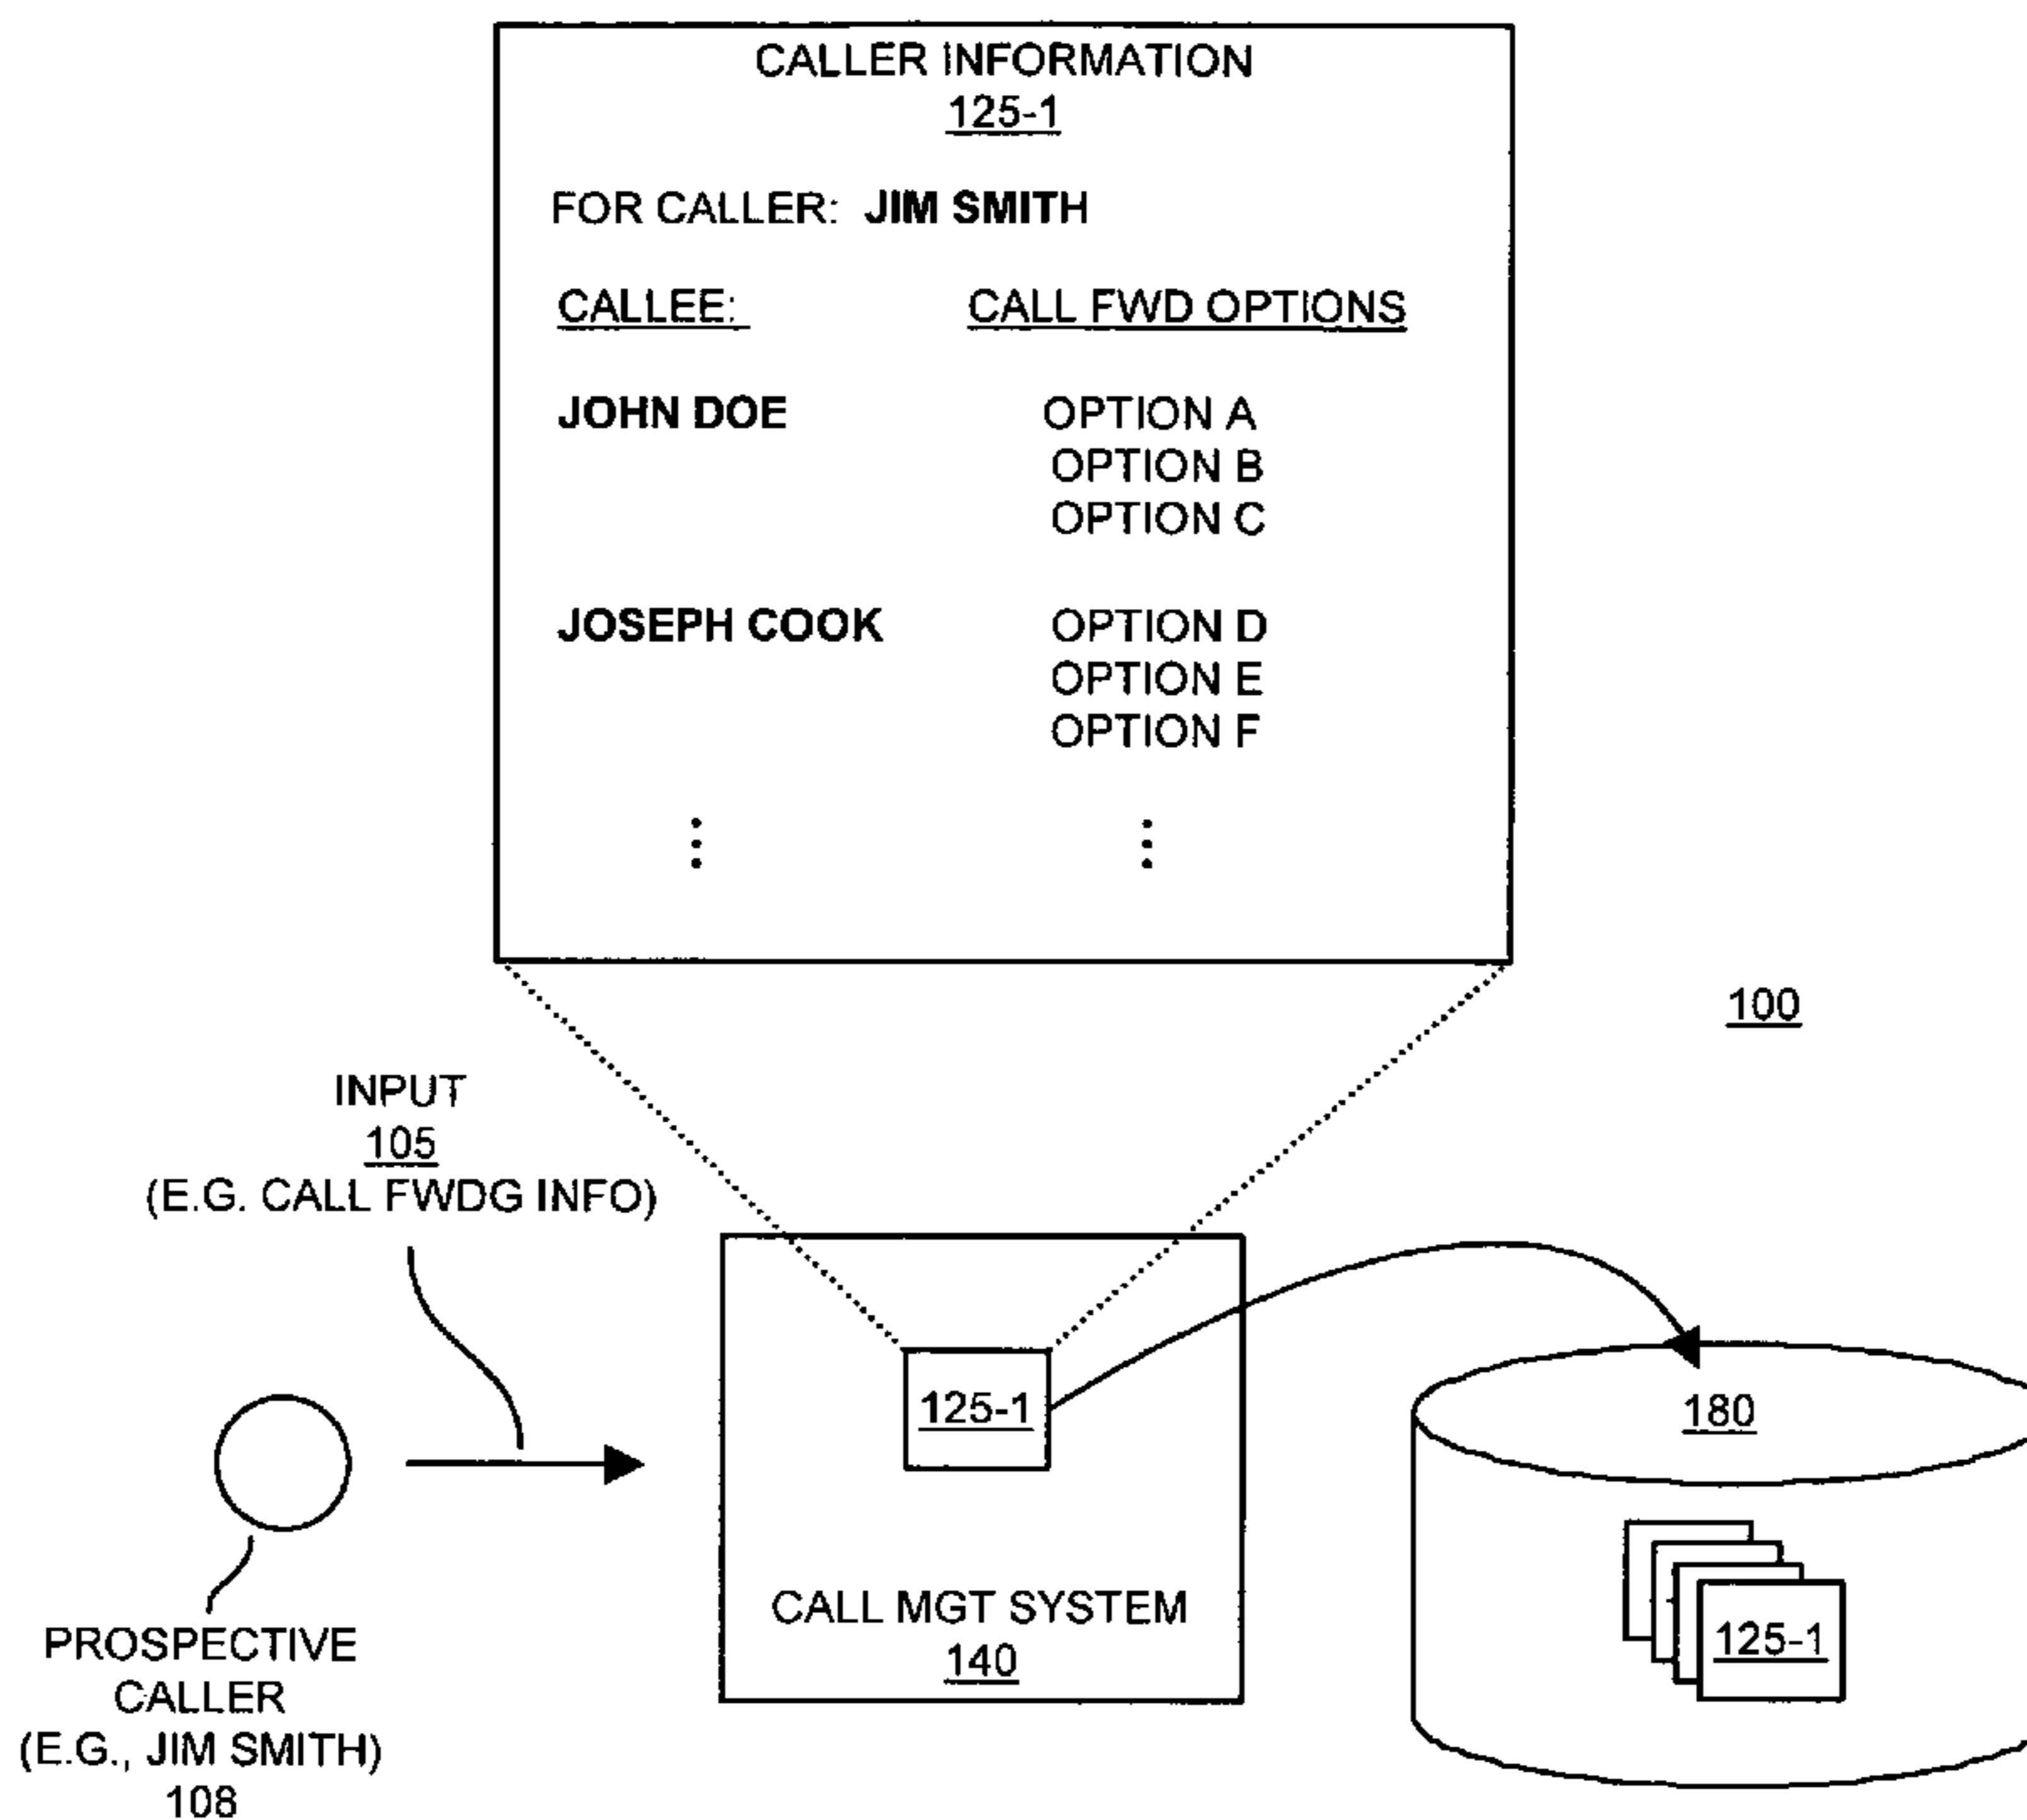 CALLER INFORMATION
125-1
FOR CALLER: JIM SMITH
CALLEE: CALL FWD OPTIONS
JOHN DOE OPTION A
OPTION B
OPTION C
JOSEPH COOK OPTION D
OPTION E
OPTION F
100
INPUT
105
(E.G. CALL FWDG INFO)
125-1
180
CALL MGT SYSTEM
140
125-1
PROSPECTIVE
CALLER
(E.G., JIM SMITH)
108